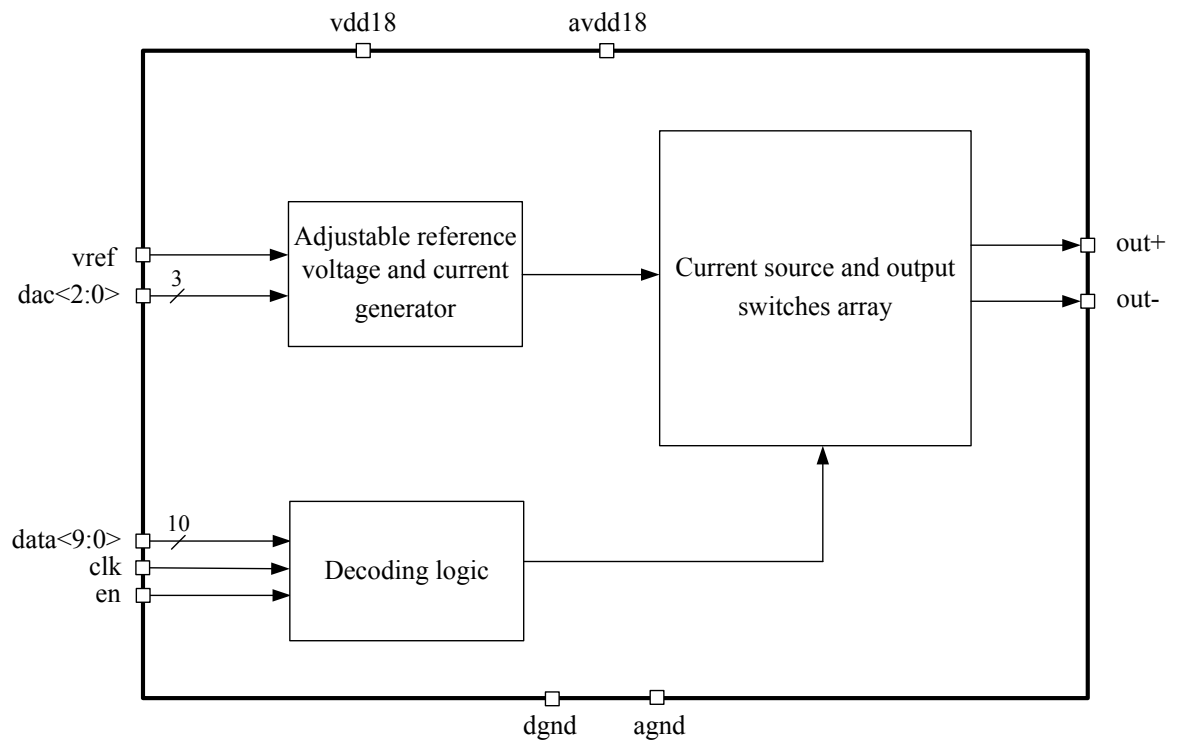 vdd18
avdd18
vref
dac<2:0>
3
Adjustable reference
voltage and current
generator
Current source and output
switches array
out+
out-
data<9:0>
10
clk
en
Decoding logic
dgnd
agnd